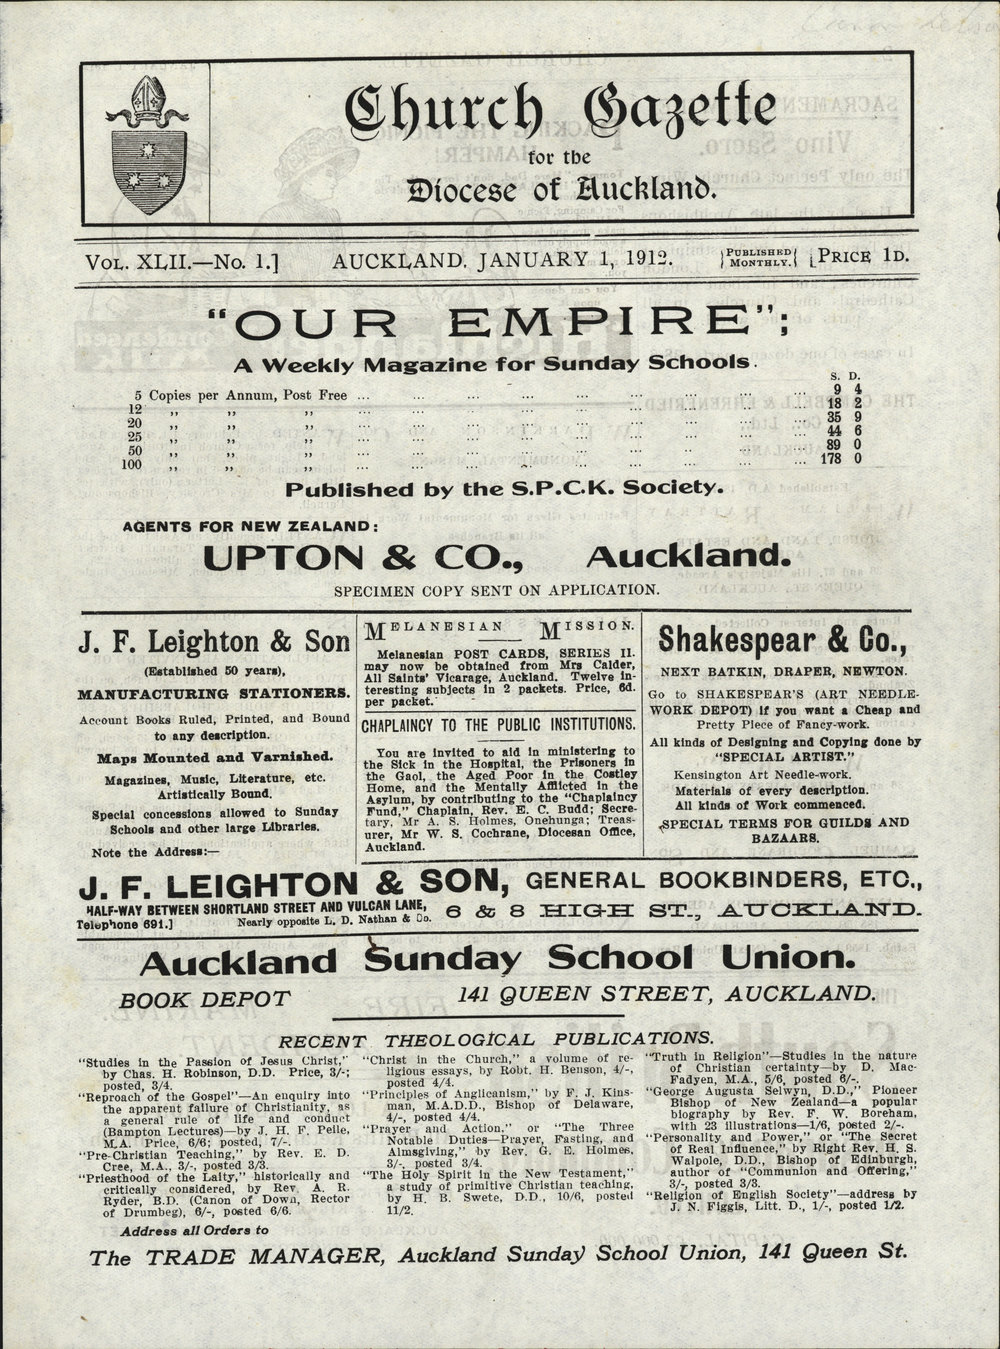 Church Gazette
for the
Diocese of Auckland.
VOL. XLII.—No. 1.] AUCKLAND, JANUARY 1, 1912. {PUBLISHED MONTHLY.} [PRICE 1D.
"OUR EMPIRE";
A Weekly Magazine for Sunday Schools.
S. D.
5 Copies per Annum, Post Free ... ... ... ... ... ... ... ... ... 9 4
12 ,, ,, ,, ... ... ... ... ... ... ... ... ... 18 2
20 ,, ,, ,, ... ... ... ... ... ... ... ... ... 35 9
25 ,, ,, ,, ... ... ... ... ... ... ... ... ... 44 6
50 ,, ,, ,, ... ... ... ... ... ... ... ... ... 89 0
100 ,, ,, ,, ... ... ... ... ... ... ... ... ... 178 0
Published by the S.P.C.K. Society.
AGENTS FOR NEW ZEALAND:
UPTON & CO., Auckland.
SPECIMEN COPY SENT ON APPLICATION.
J. F. Leighton & Son
(Established 50 years),
MANUFACTURING STATIONERS.
Account Books Ruled, Printed, and Bound
to any description.
Maps Mounted and Varnished.
Magazines, Music, Literature, etc.
Artistically Bound.
Special concessions allowed to Sunday
Schools and other large Libraries.
Note the Address:—
MELANESIAN MISSION.
Melanesian POST CARDS, SERIES II.
may now be obtained from Mrs Calder,
All Saints' Vicarage, Auckland. Twelve in-
teresting subjects in 2 packets. Price, 6d.
per packet.
CHAPLAINCY TO THE PUBLIC INSTITUTIONS.
You are invited to aid in ministering to
the Sick in the Hospital, the Prisoners in
the Gaol, the Aged Poor in the Costley
Home, and the Mentally Afflicted in the
Asylum, by contributing to the "Chaplaincy
Fund," Chaplain, Rev. E. C. Budd; Secre-
tary, Mr A. S. Holmes, Onehunga; Treas-
urer, Mr W. S. Cochrane, Diocesan Office,
Auckland.
Shakespear & Co.,
NEXT BATKIN, DRAPER, NEWTON.
Go to SHAKESPEAR'S (ART NEEDLE-
WORK DEPOT) if you want a Cheap and
Pretty Piece of Fancy-work.
All kinds of Designing and Copying done by
"SPECIAL ARTIST."
Kensington Art Needle-work.
Materials of every description.
All kinds of Work commenced.
SPECIAL TERMS FOR GUILDS AND
BAZAARS.
J. F. LEIGHTON & SON, GENERAL BOOKBINDERS, ETC.,
HALF-WAY BETWEEN SHORTLAND STREET AND VULCAN LANE,
Telephone 691.] Nearly opposite L. D. Nathan & Co.
6 & 8 HIGH ST., AUCKLAND.
Auckland Sunday School Union.
BOOK DEPOT 141 QUEEN STREET, AUCKLAND.
RECENT THEOLOGICAL PUBLICATIONS.
"Studies in the Passion of Jesus Christ,"
by Chas. H. Robinson, D.D. Price, 3/-;
posted, 3/4.
"Reproach of the Gospel"—An enquiry into
the apparent failure of Christianity, as
a general rule of life and conduct
(Bampton Lectures)—by J. H. F. Peile,
M.A. Price, 6/6; posted, 7/-.
"Pre-Christian Teaching," by Rev. E. D.
Cree, M.A., 3/-, posted 3/3.
"Priesthood of the Laity," historically and
critically considered, by Rev. A. R.
Ryder, B.D. (Canon of Down, Rector
of Drumbeg), 6/-, posted 6/6.
"Christ in the Church," a volume of re-
ligious essays, by Robt. H. Benson, 4/-,
posted 4/4.
"Principles of Anglicanism," by F. J. Kins-
man, M.A.D.D., Bishop of Delaware,
4/-, posted 4/4.
"Prayer and Action," or "The Three
Notable Duties—Prayer, Fasting, and
Almsgiving," by Rev. G. E. Holmes,
3/-, posted 3/4.
"The Holy Spirit in the New Testament,"
a study of primitive Christian teaching,
by H. B. Swete, D.D., 10/6, posted
11/2.
"Truth in Religion"—Studies in the nature
of Christian certainty—by D. Mac-
Fadyen, M.A., 5/6, posted 6/-.
"George Augusta Selwyn, D.D.," Pioneer
Bishop of New Zealand—a popular
biography by Rev. F. W. Boreham,
with 23 illustrations—1/6, posted 2/-.
"Personality and Power," or "The Secret
of Real Influence," by Right Rev. H. S.
Walpole, D.D., Bishop of Edinburgh,
author of "Communion and Offering,"
3/-, posted 3/3.
"Religion of English Society"—address by
J. N. Figgis, Litt. D., 1/-, posted 1/2.
Address all Orders to
The TRADE MANAGER, Auckland Sunday School Union, 141 Queen St.